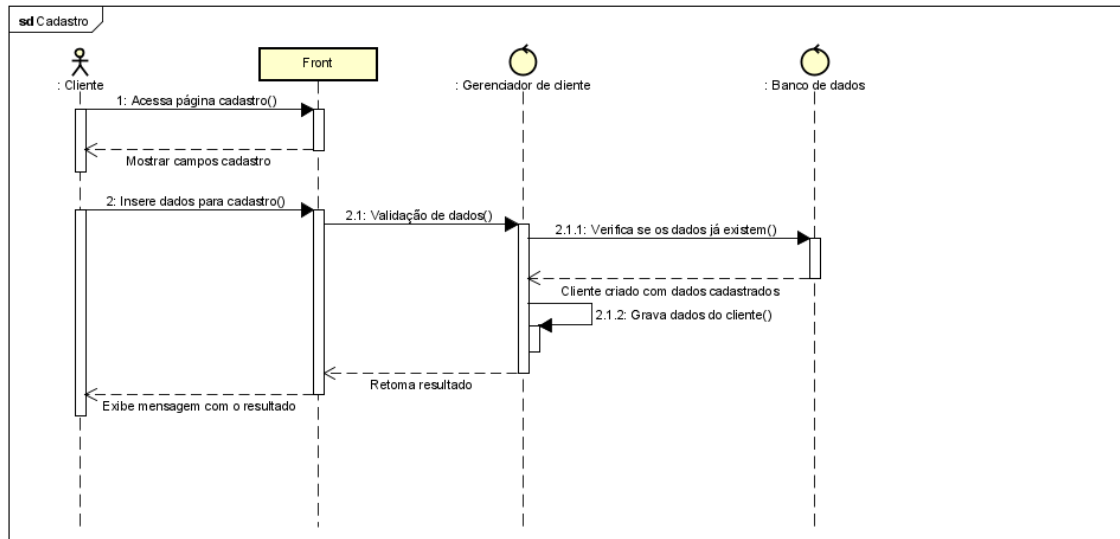 sd Cadastro
: Cliente
Front
: Gerenciador de cliente
: Banco de dados
1: Acessa página cadastro()
Mostrar campos cadastro
2: Insere dados para cadastro()
2.1: Validação de dados()
2.1.1: Verifica se os dados já existem()
Cliente criado com dados cadastrados
2.1.2: Grava dados do cliente()
Retorna resultado
Exibe mensagem com o resultado